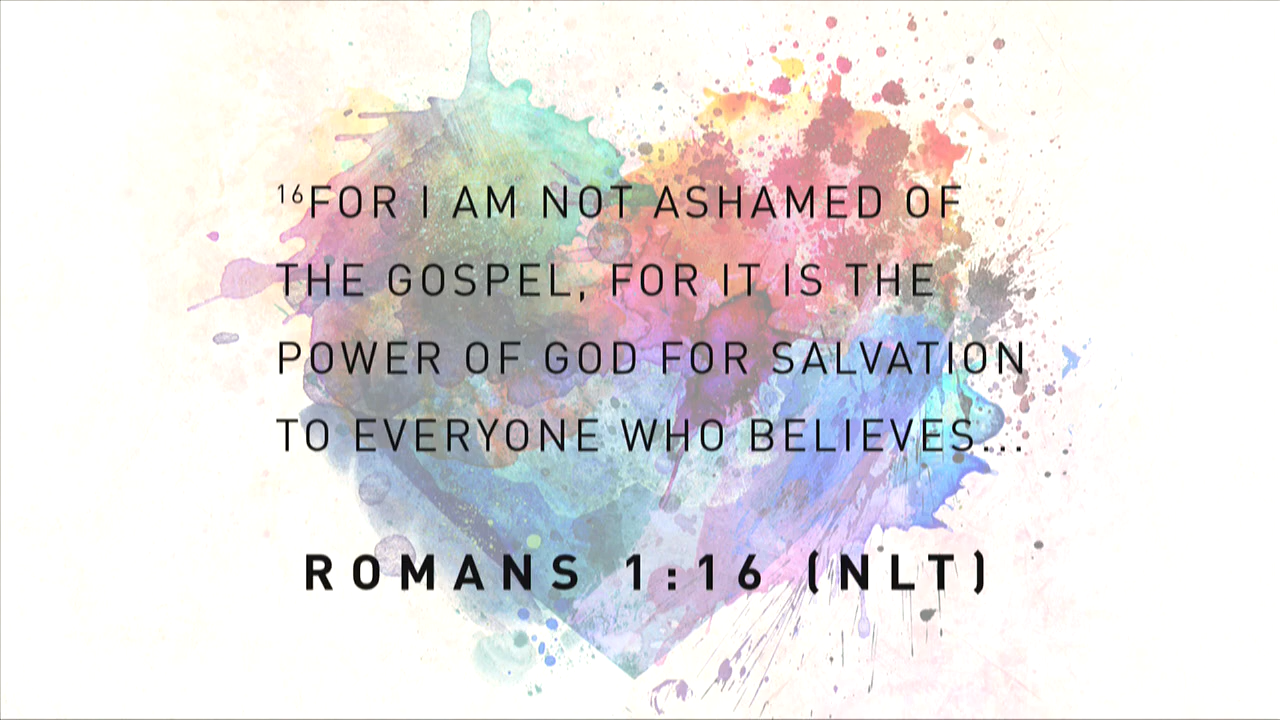 ¹⁶FOR I AM NOT ASHAMED OF
THE GOSPEL, FOR IT IS THE
POWER OF GOD FOR SALVATION
TO EVERYONE WHO BELIEVES...
ROMANS 1:16 (NLT)